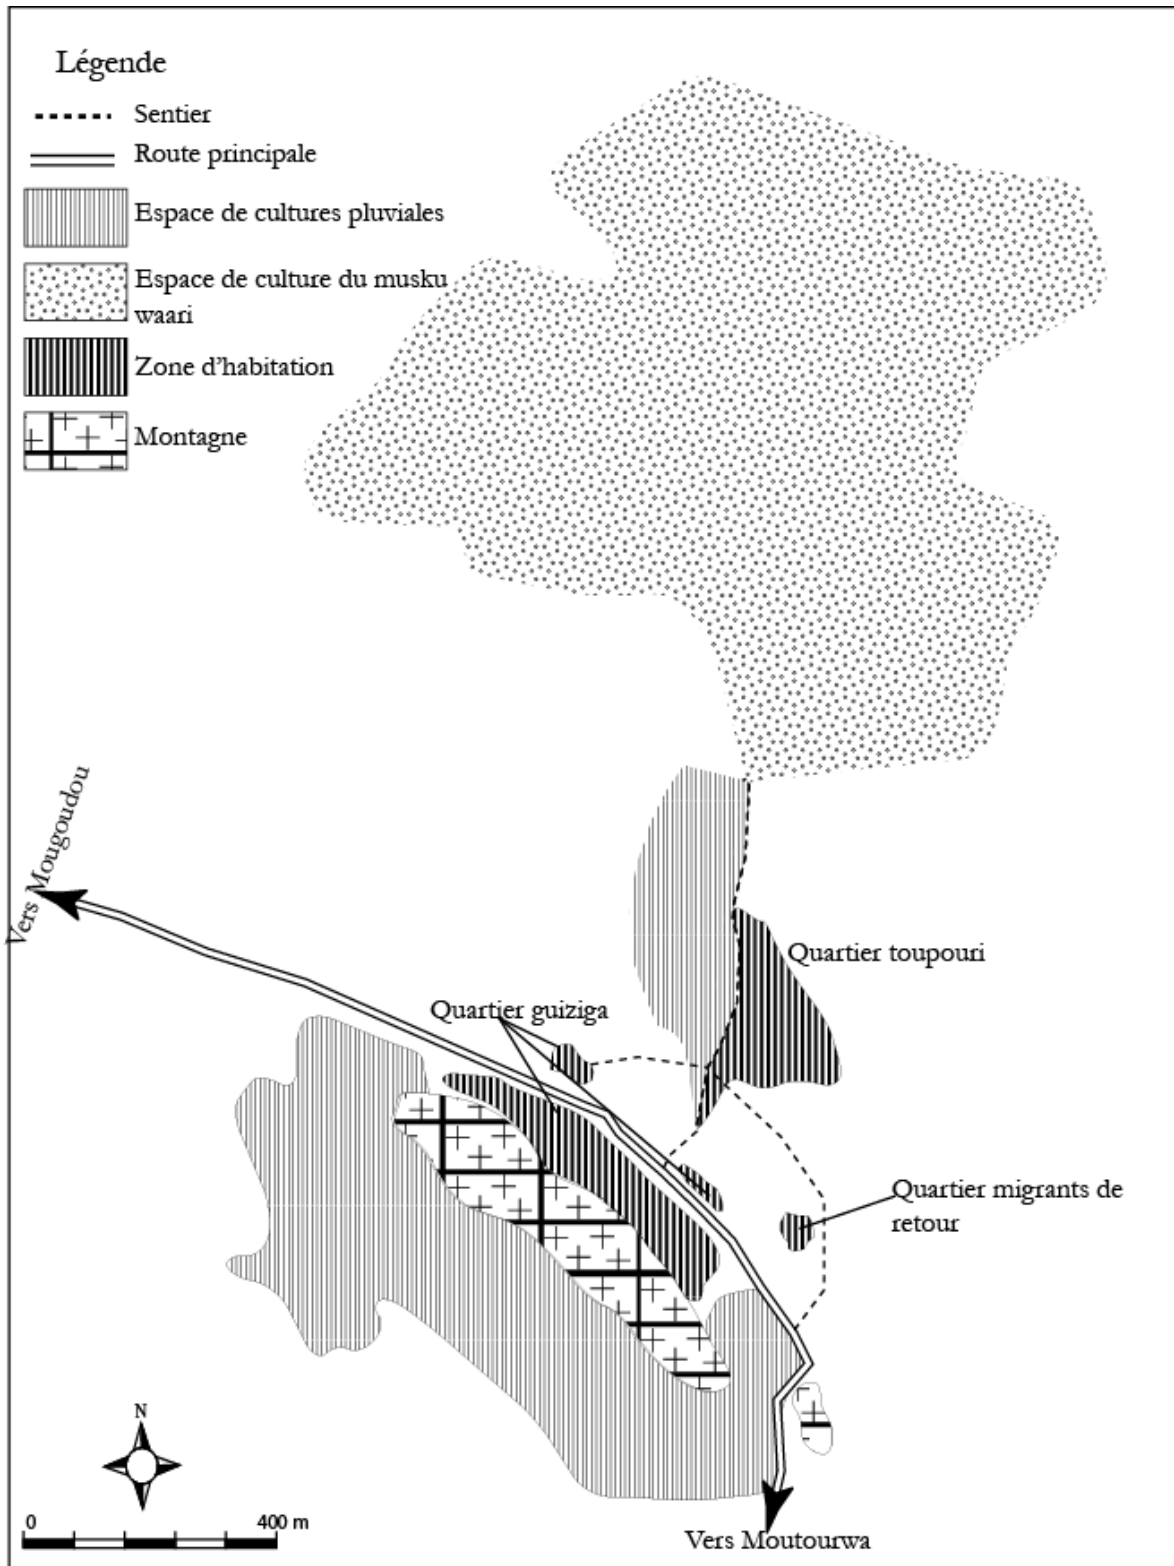 Légende
Sentier
Route principale
Espace de cultures pluviales
Espace de culture du musku
waari
Zone d'habitation
Montagne
Vers Mougoudou
Quartier toupouri
Quartier guiziga
Quartier migrants de
retour
N
0 400 m
Vers Moutourwa